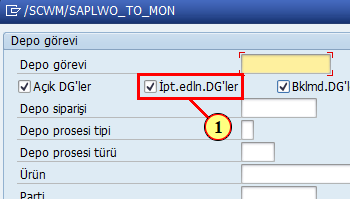 /SCWM/SAPLWO_TO_MON
Depo görevi
Depo görevi
Açık DG'ler İpt.edln.DG'ler Bklmd.DG'l
1
Depo siparişi
Depo prosesi tipi
Depo prosesi türü
Ürün
Parti